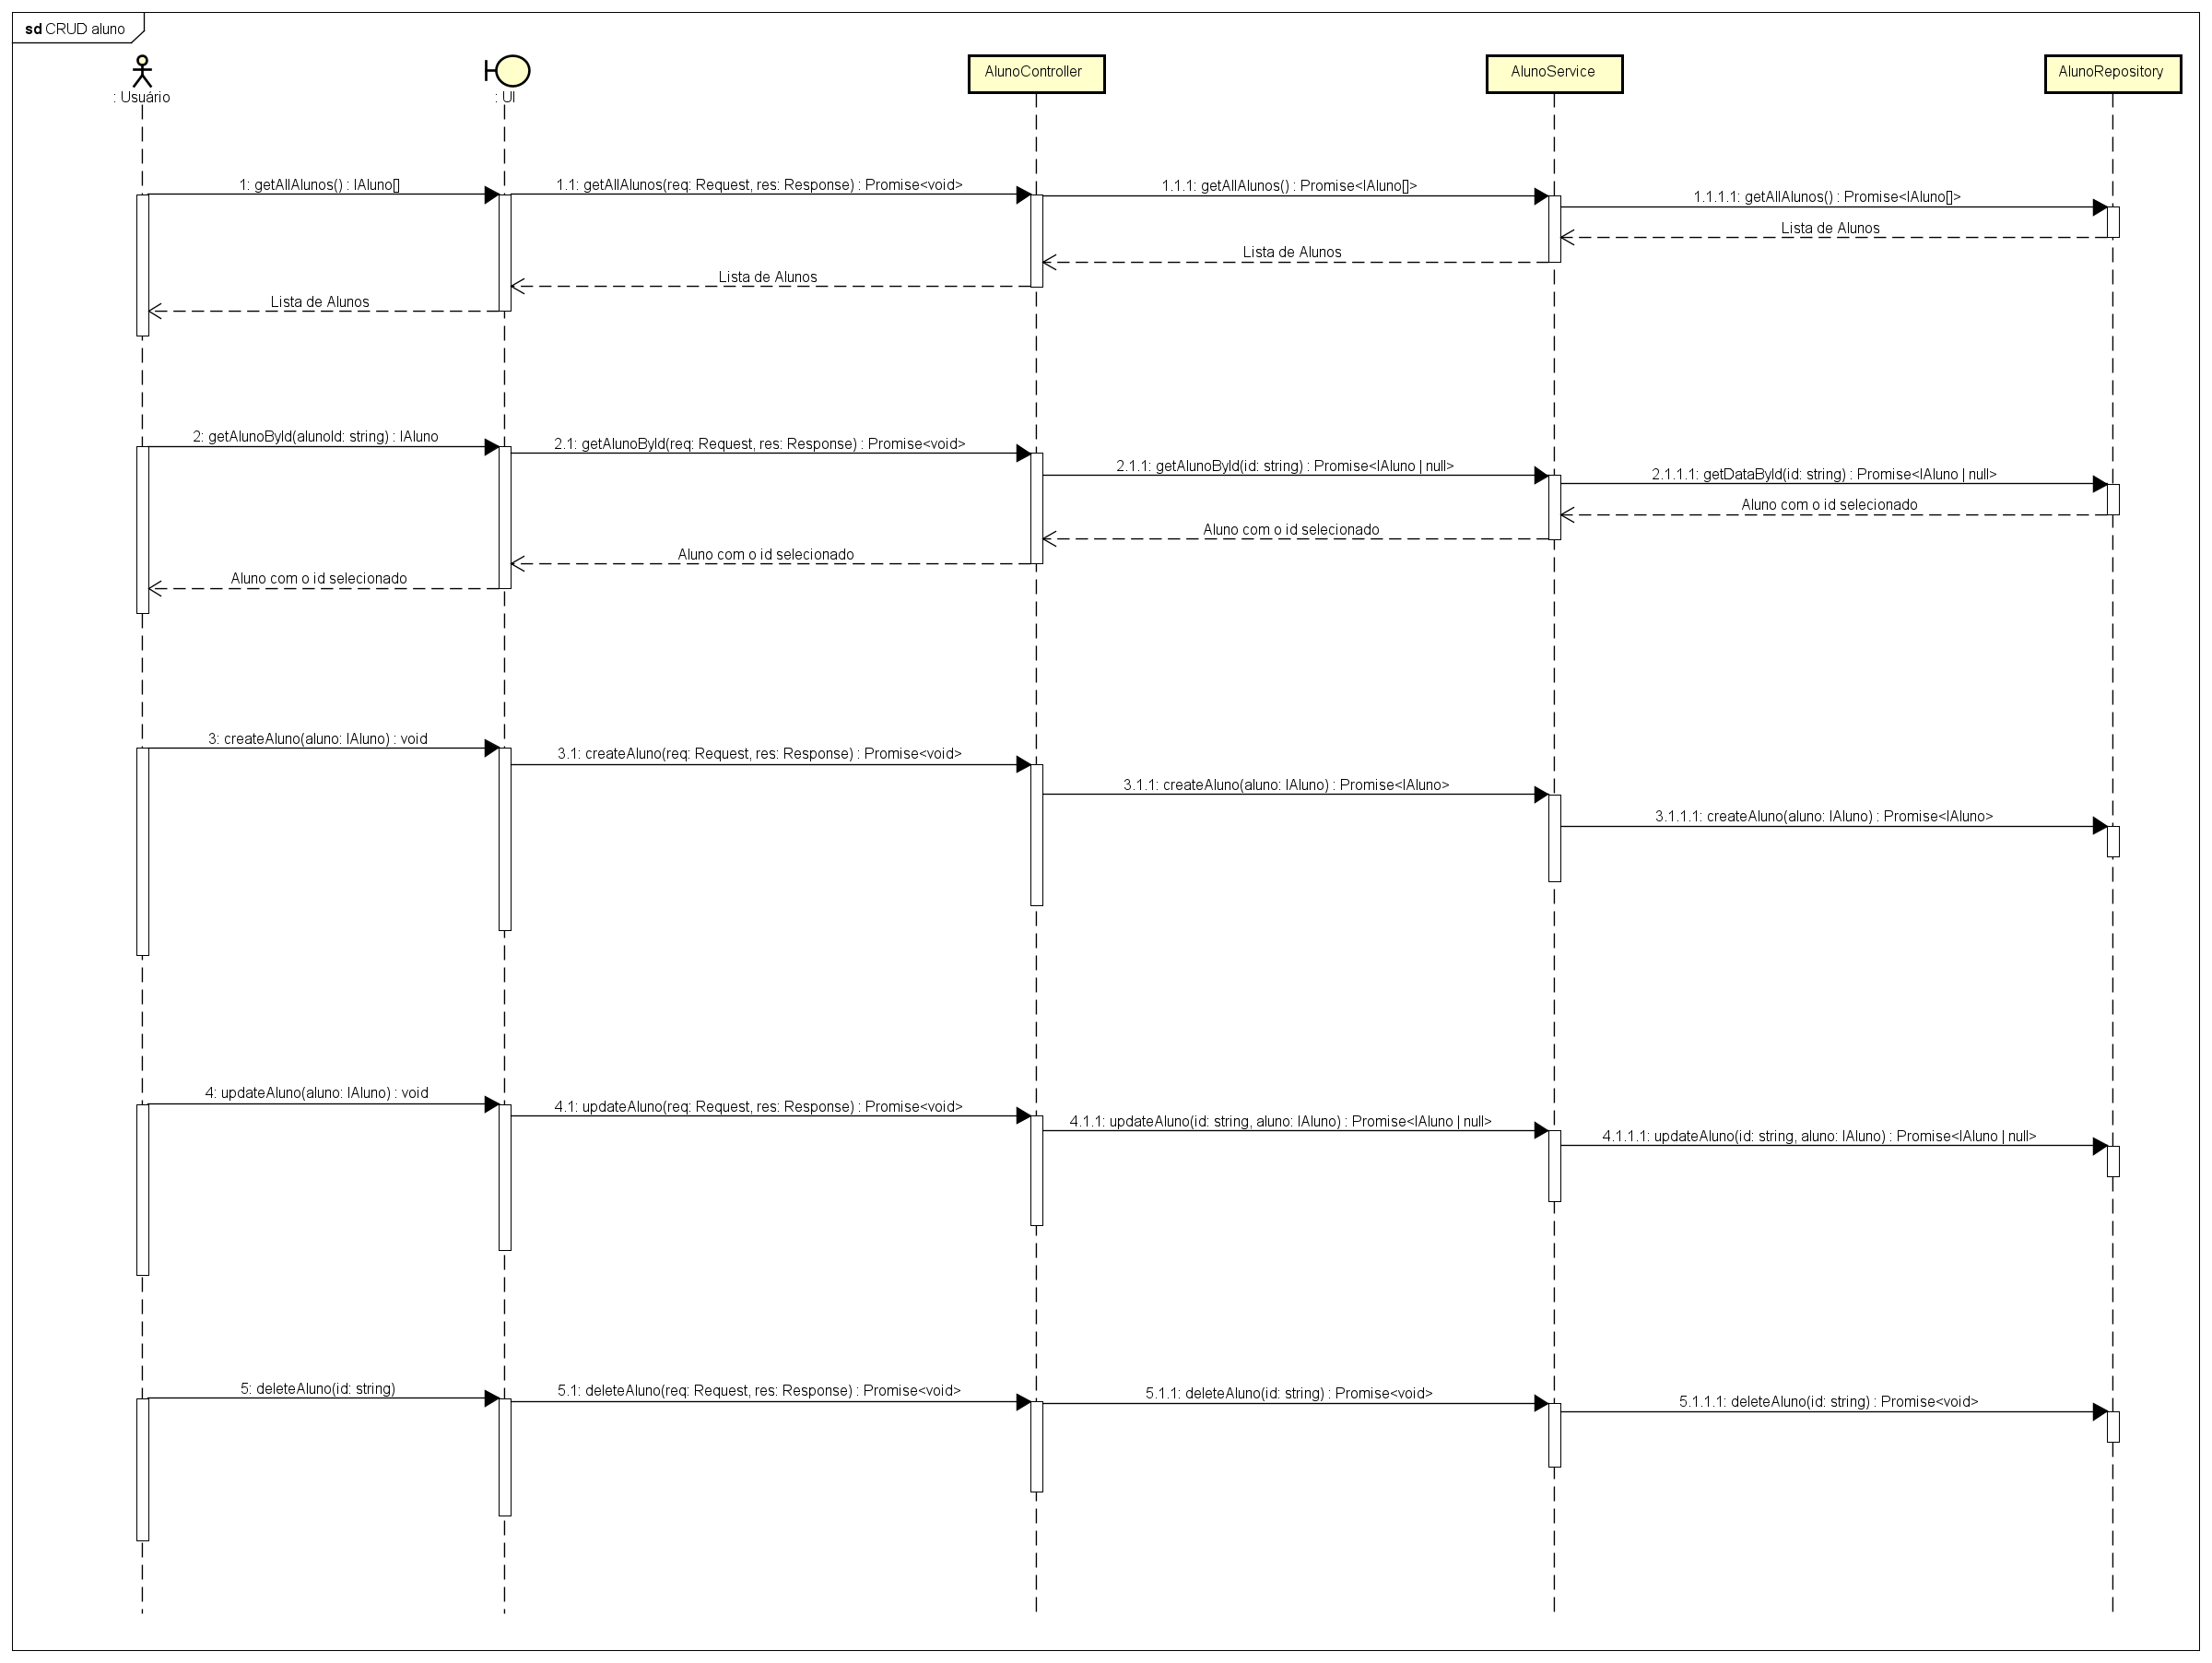 sd CRUD aluno
: Usuário
: UI
AlunoController
AlunoService
AlunoRepository
1: getAllAlunos() : IAluno[]
1.1: getAllAlunos(req: Request, res: Response) : Promise<void>
1.1.1: getAllAlunos() : Promise<IAluno[]>
1.1.1.1: getAllAlunos() : Promise<IAluno[]>
Lista de Alunos
Lista de Alunos
Lista de Alunos
Lista de Alunos
2: getAlunoById(alunoId: string) : IAluno
2.1: getAlunoById(req: Request, res: Response) : Promise<void>
2.1.1: getAlunoById(id: string) : Promise<IAluno | null>
2.1.1.1: getDataById(id: string) : Promise<IAluno | null>
Aluno com o id selecionado
Aluno com o id selecionado
Aluno com o id selecionado
Aluno com o id selecionado
3: createAluno(aluno: IAluno) : void
3.1: createAluno(req: Request, res: Response) : Promise<void>
3.1.1: createAluno(aluno: IAluno) : Promise<IAluno>
3.1.1.1: createAluno(aluno: IAluno) : Promise<IAluno>
4: updateAluno(aluno: IAluno) : void
4.1: updateAluno(req: Request, res: Response) : Promise<void>
4.1.1: updateAluno(id: string, aluno: IAluno) : Promise<IAluno | null>
4.1.1.1: updateAluno(id: string, aluno: IAluno) : Promise<IAluno | null>
5: deleteAluno(id: string)
5.1: deleteAluno(req: Request, res: Response) : Promise<void>
5.1.1: deleteAluno(id: string) : Promise<void>
5.1.1.1: deleteAluno(id: string) : Promise<void>